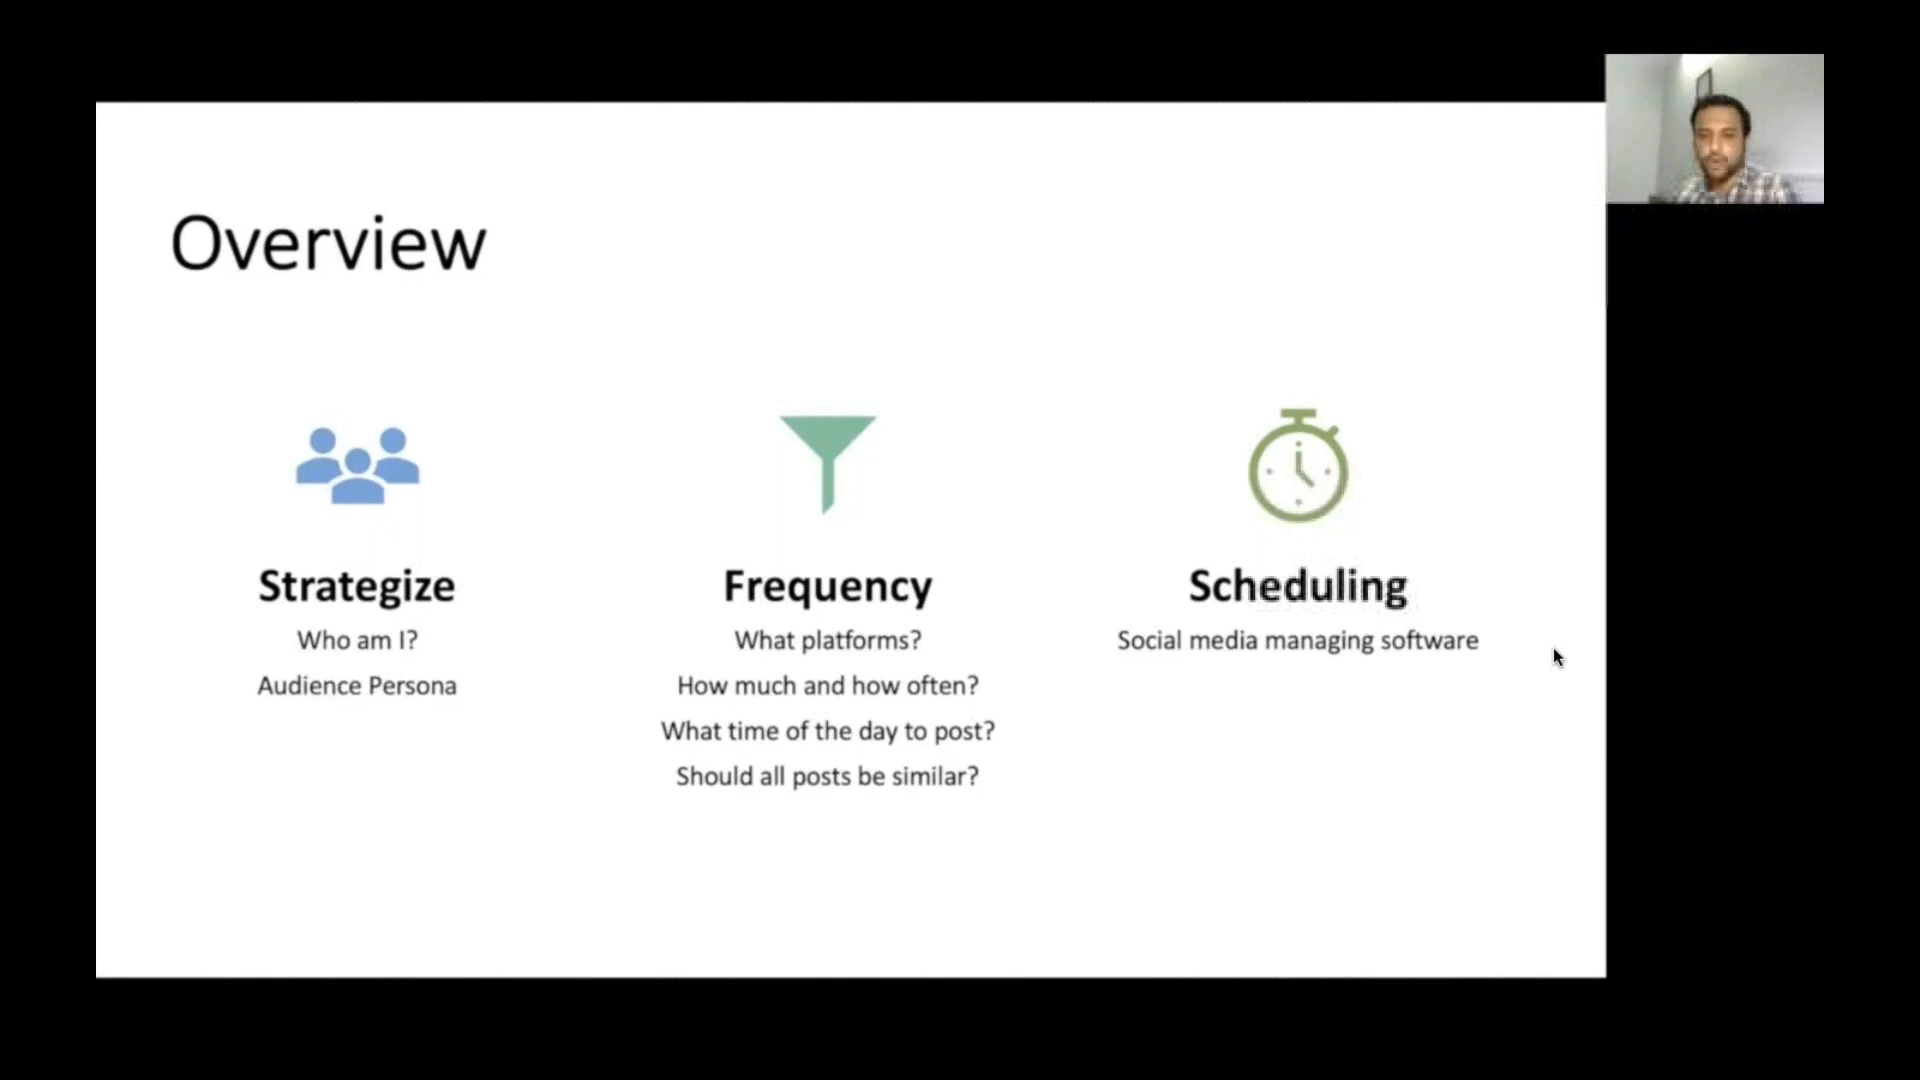 Overview
Strategize
Who am I?
Audience Persona
Frequency
What platforms?
How much and how often?
What time of the day to post?
Should all posts be similar?
Scheduling
Social media managing software